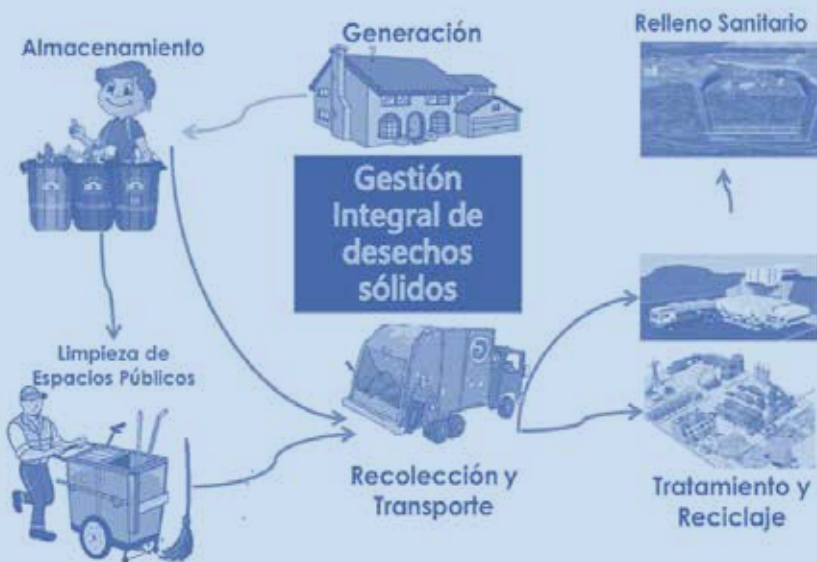 Almacenamiento
Generación
Relleno Sanitario
Gestión
Integral de
desechos
sólidos
Limpieza de
Espacios Públicos
Recolección y
Transporte
Tratamiento y
Reciclaje